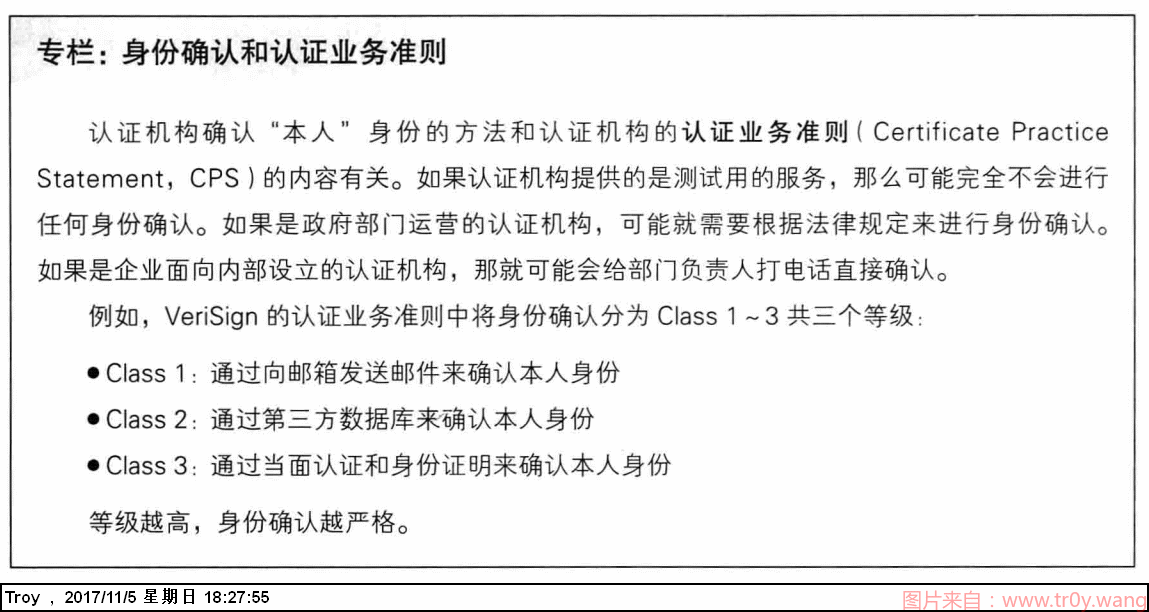 专栏：身份确认和认证业务准则
认证机构确认“本人”身份的方法和认证机构的认证业务准则（Certificate Practice
Statement，CPS）的内容有关。如果认证机构提供的是测试用的服务，那么可能完全不会进行
任何身份确认。如果是政府部门运营的认证机构，可能就需要根据法律规定来进行身份确认。
如果是企业面向内部设立的认证机构，那就可能会给部门负责人打电话直接确认。
例如，VeriSign 的认证业务准则中将身份确认分为 Class 1～3 共三个等级：
●Class 1：通过向邮箱发送邮件来确认本人身份
●Class 2：通过第三方数据库来确认本人身份
●Class 3：通过当面认证和身份证明来确认本人身份
等级越高，身份确认越严格。
Troy ，2017/11/5 星期日 18:27:55
图片来自：www.tr0y.wang